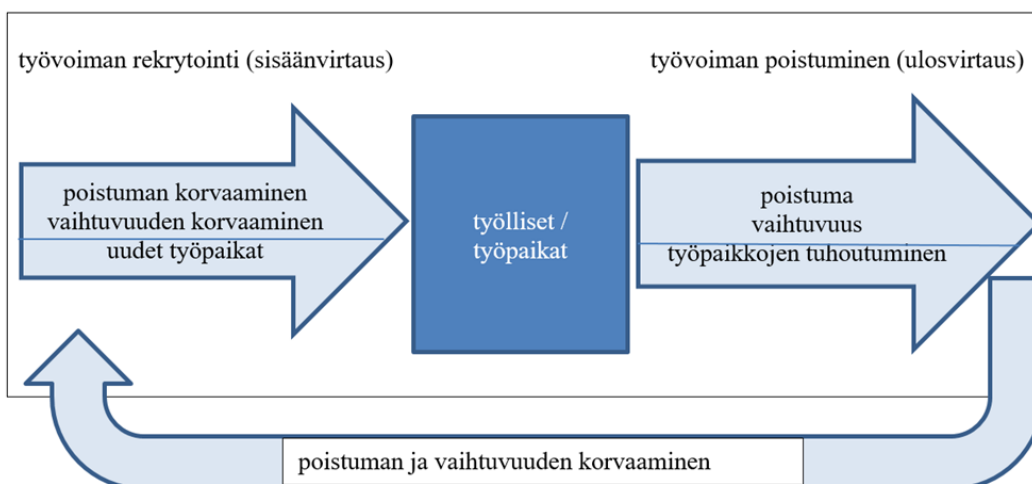 työvoiman rekrytointi (sisäänvirtaus)
työvoiman poistuminen (ulosvirtaus)
poistuman korvaaminen
vaihtuvuuden korvaaminen
uudet työpaikat
työlliset /
työpaikat
poistuma
vaihtuvuus
työpaikkojen tuhoutuminen
poistuman ja vaihtuvuuden korvaaminen